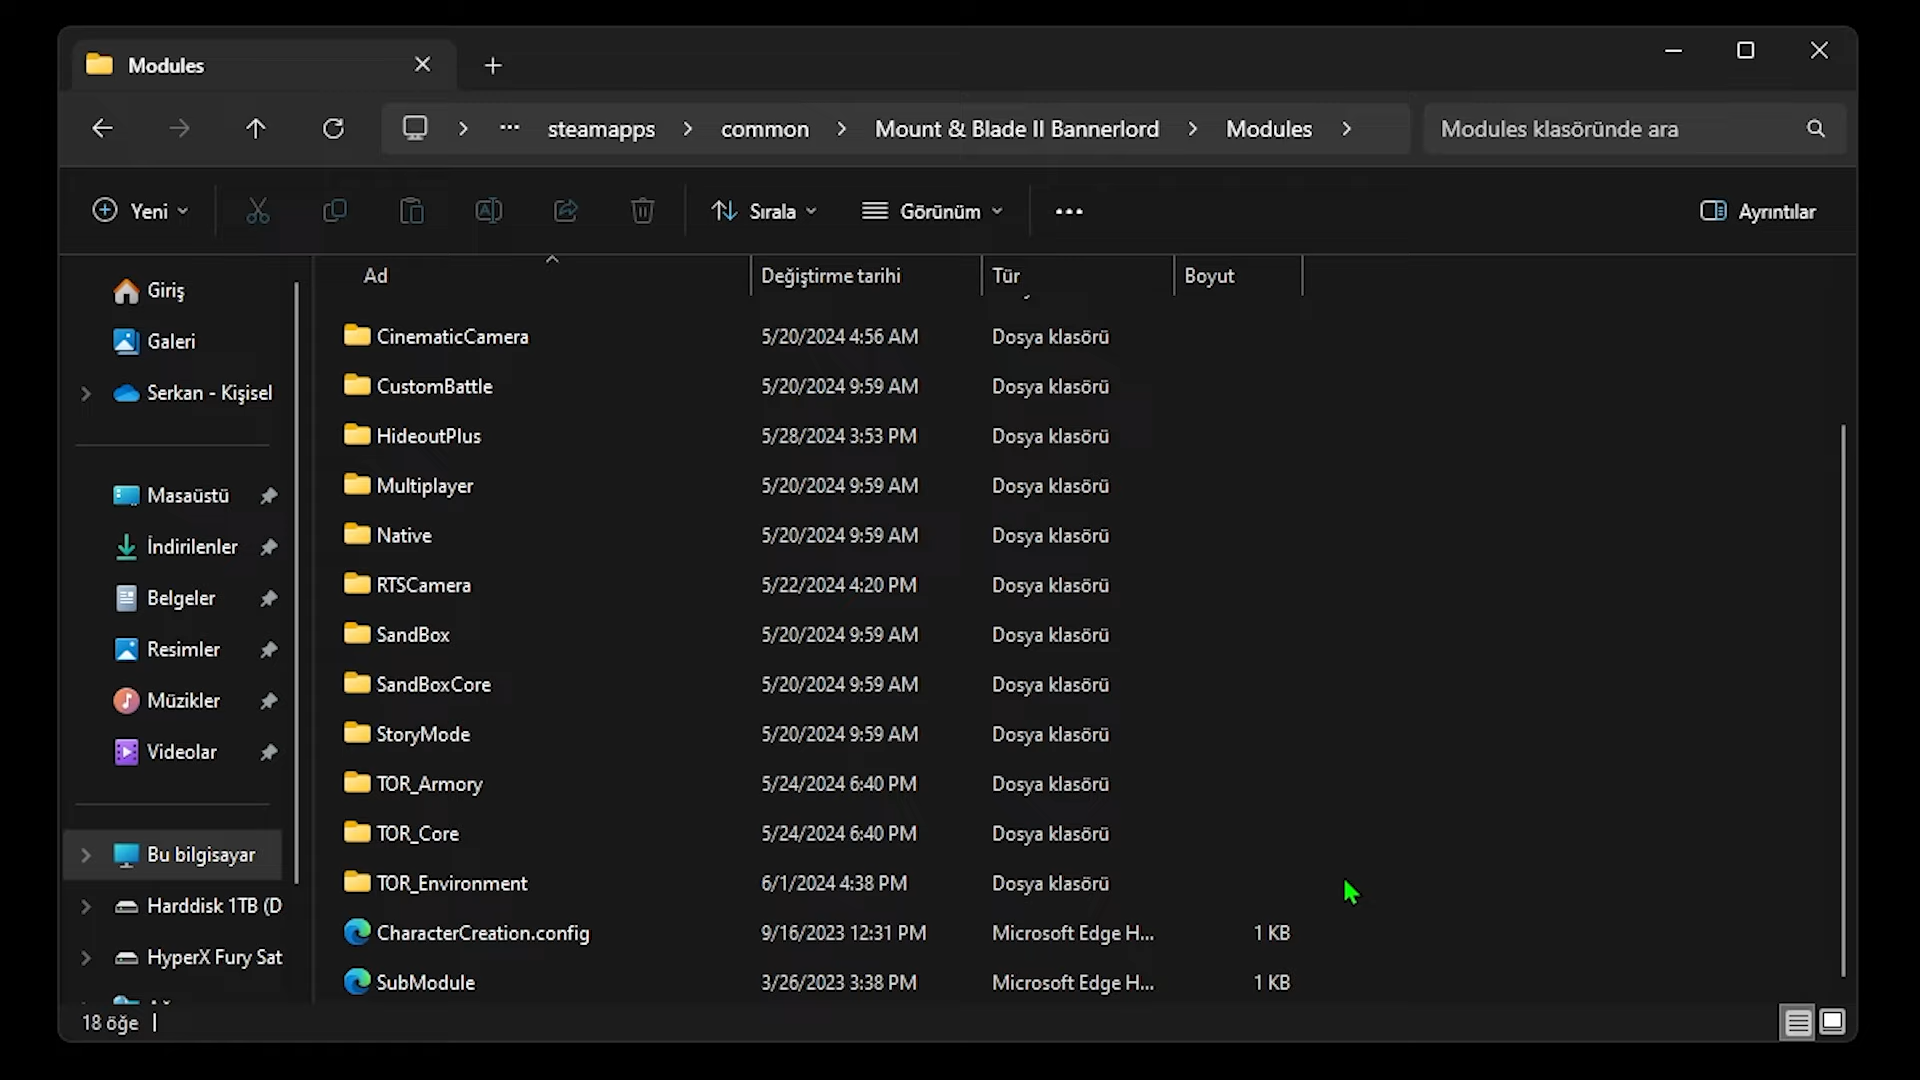 Modules
steamapps > common > Mount & Blade II Bannerlord > Modules >
Modules klasöründe ara
Yeni
Sırala
Görünüm
Ayrıntılar
Giriş
Galeri
Serkan - Kişisel
Masaüstü
İndirilenler
Belgeler
Resimler
Müzikler
Videolar
Bu bilgisayar
Harddisk 1TB (D
HyperX Fury Sat
Ad Değiştirme tarihi Tür Boyut
CinematicCamera 5/20/2024 4:56 AM Dosya klasörü
CustomBattle 5/20/2024 9:59 AM Dosya klasörü
HideoutPlus 5/28/2024 3:53 PM Dosya klasörü
Multiplayer 5/20/2024 9:59 AM Dosya klasörü
Native 5/20/2024 9:59 AM Dosya klasörü
RTSCamera 5/22/2024 4:20 PM Dosya klasörü
SandBox 5/20/2024 9:59 AM Dosya klasörü
SandBoxCore 5/20/2024 9:59 AM Dosya klasörü
StoryMode 5/20/2024 9:59 AM Dosya klasörü
TOR_Armory 5/24/2024 6:40 PM Dosya klasörü
TOR_Core 5/24/2024 6:40 PM Dosya klasörü
TOR_Environment 6/1/2024 4:38 PM Dosya klasörü
CharacterCreation.config 9/16/2023 12:31 PM Microsoft Edge H... 1 KB
SubModule 3/26/2023 3:38 PM Microsoft Edge H... 1 KB
18 öğe